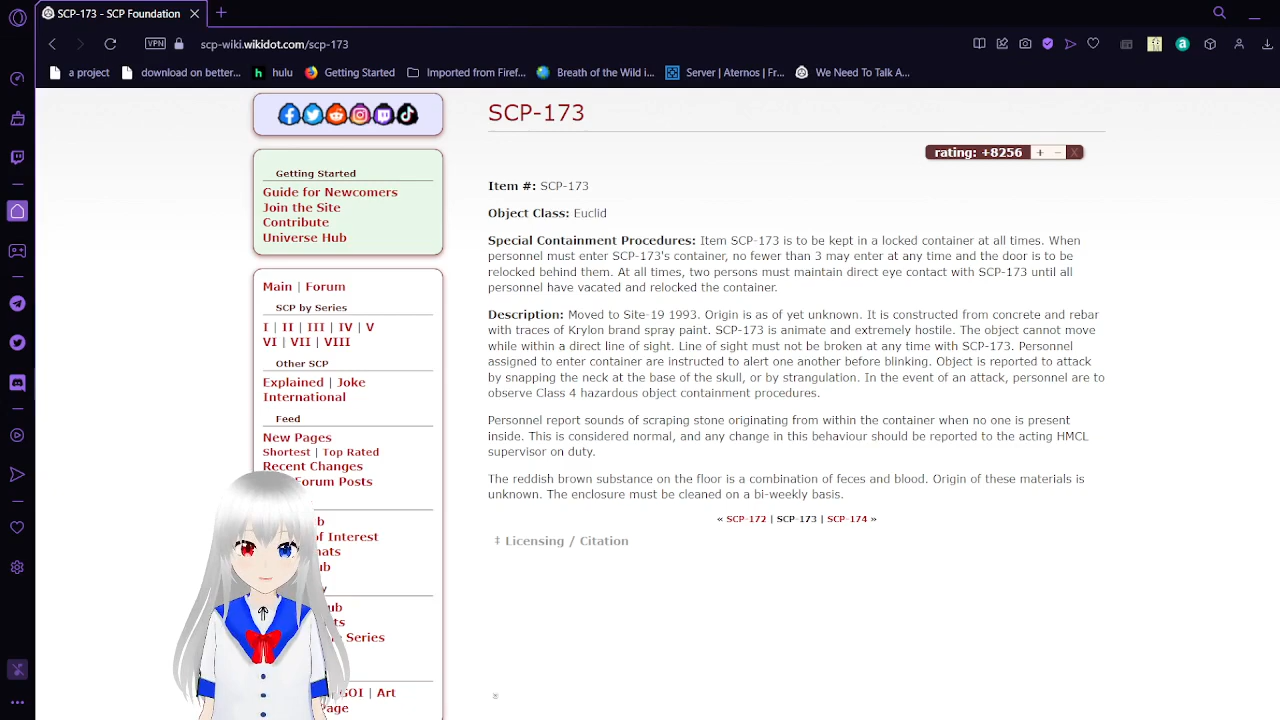 SCP-173 - SCP Foundation
VPN
scp-wiki.wikidot.com/scp-173
a project
download on better...
hulu
Getting Started
Imported from Firef...
Breath of the Wild i...
Server | Aternos | Fr...
We Need To Talk A...
Getting Started
Guide for Newcomers
Join the Site
Contribute
Universe Hub
Main | Forum
SCP by Series
I | II | III | IV | V
VI | VII | VIII
Other SCP
Explained | Joke
International
Feed
New Pages
Shortest | Top Rated
Recent Changes
Forum Posts
b
of Interest
mats
ub
y
ub
ts
Series
GOI | Art
Page
SCP-173
rating: +8256 + − X
Item #: SCP-173
Object Class: Euclid
Special Containment Procedures: Item SCP-173 is to be kept in a locked container at all times. When
personnel must enter SCP-173's container, no fewer than 3 may enter at any time and the door is to be
relocked behind them. At all times, two persons must maintain direct eye contact with SCP-173 until all
personnel have vacated and relocked the container.
Description: Moved to Site-19 1993. Origin is as of yet unknown. It is constructed from concrete and rebar
with traces of Krylon brand spray paint. SCP-173 is animate and extremely hostile. The object cannot move
while within a direct line of sight. Line of sight must not be broken at any time with SCP-173. Personnel
assigned to enter container are instructed to alert one another before blinking. Object is reported to attack
by snapping the neck at the base of the skull, or by strangulation. In the event of an attack, personnel are to
observe Class 4 hazardous object containment procedures.
Personnel report sounds of scraping stone originating from within the container when no one is present
inside. This is considered normal, and any change in this behaviour should be reported to the acting HMCL
supervisor on duty.
The reddish brown substance on the floor is a combination of feces and blood. Origin of these materials is
unknown. The enclosure must be cleaned on a bi-weekly basis.
« SCP-172 | SCP-173 | SCP-174 »
‡ Licensing / Citation